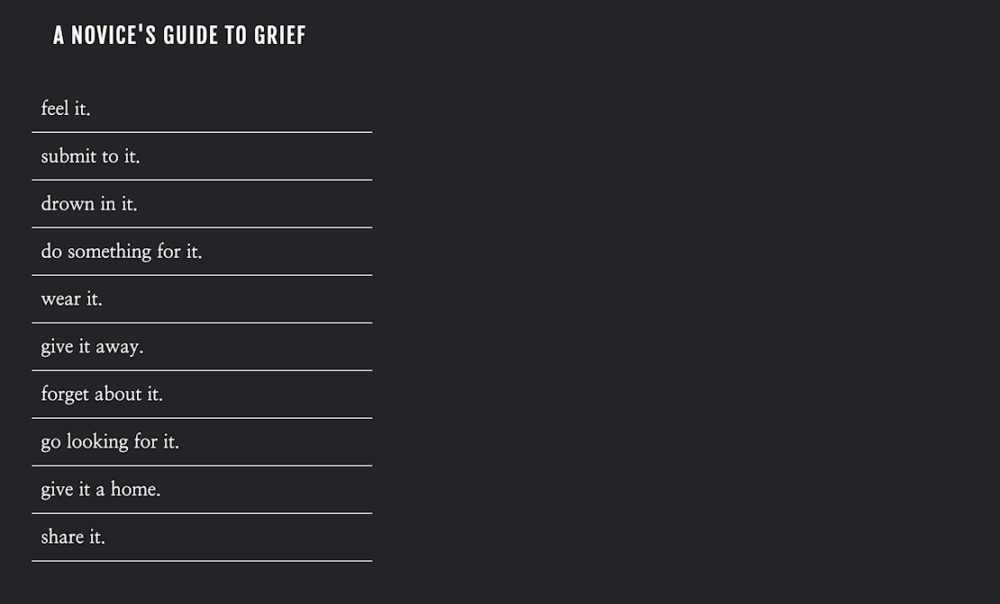 A NOVICE'S GUIDE TO GRIEF
feel it.
submit to it.
drown in it.
do something for it.
wear it.
give it away.
forget about it.
go looking for it.
give it a home.
share it.